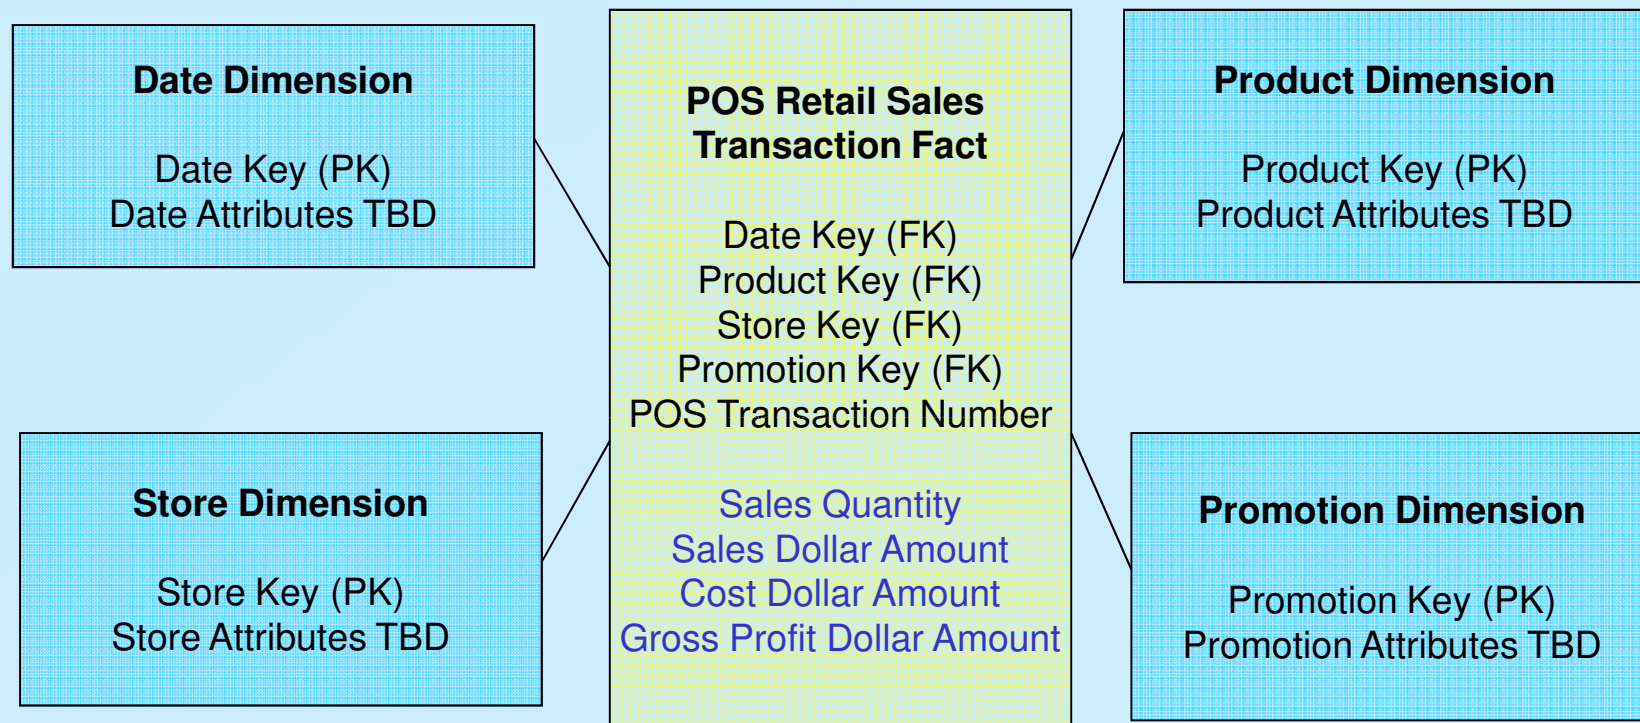 Date Dimension
Date Key (PK)
Date Attributes TBD
POS Retail Sales
Transaction Fact
Date Key (FK)
Product Key (FK)
Store Key (FK)
Promotion Key (FK)
POS Transaction Number
Sales Quantity
Sales Dollar Amount
Cost Dollar Amount
Gross Profit Dollar Amount
Product Dimension
Product Key (PK)
Product Attributes TBD
Store Dimension
Store Key (PK)
Store Attributes TBD
Promotion Dimension
Promotion Key (PK)
Promotion Attributes TBD